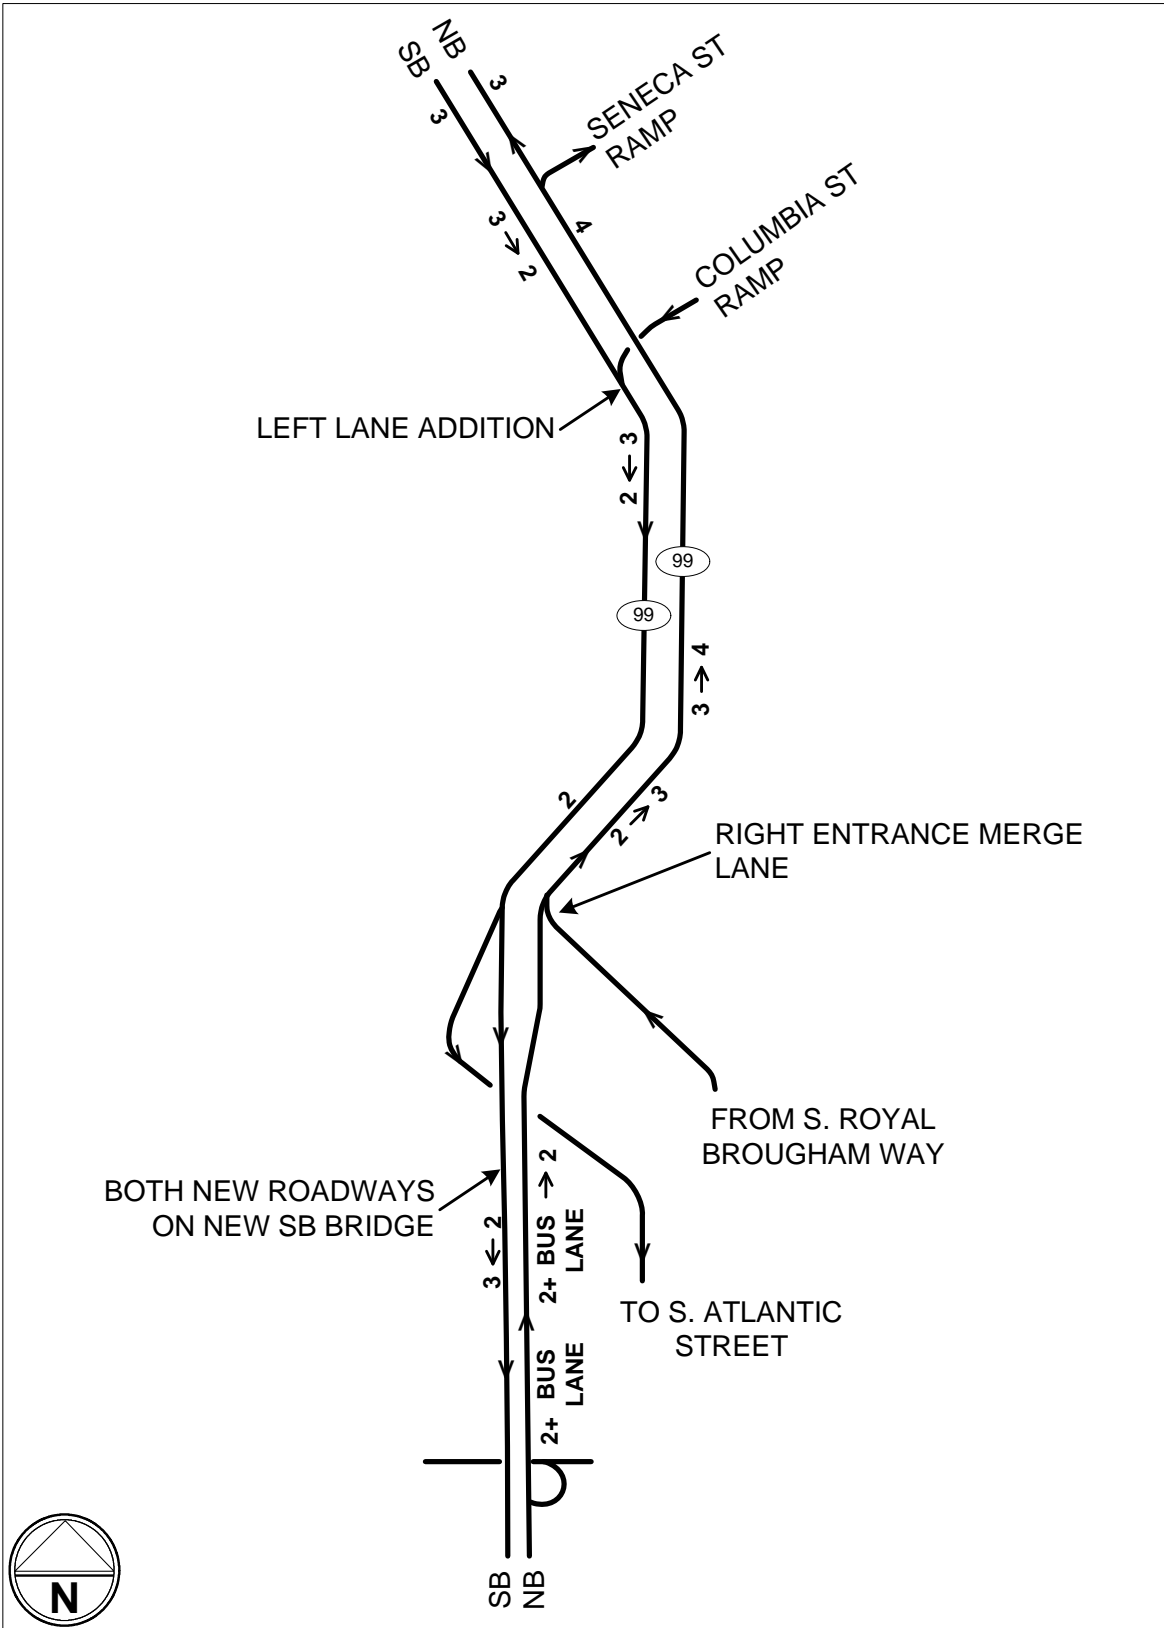 NB
SB
3
3
SENECA ST
RAMP
3 → 2
4
COLUMBIA ST
RAMP
LEFT LANE ADDITION
3 → 2
99
99
3 → 4
2
2 → 3
RIGHT ENTRANCE MERGE
LANE
FROM S. ROYAL
BROUGHAM WAY
BOTH NEW ROADWAYS
ON NEW SB BRIDGE
2 → 3
2+ BUS → 2
LANE
TO S. ATLANTIC
STREET
2+ BUS
LANE
SB
NB
N